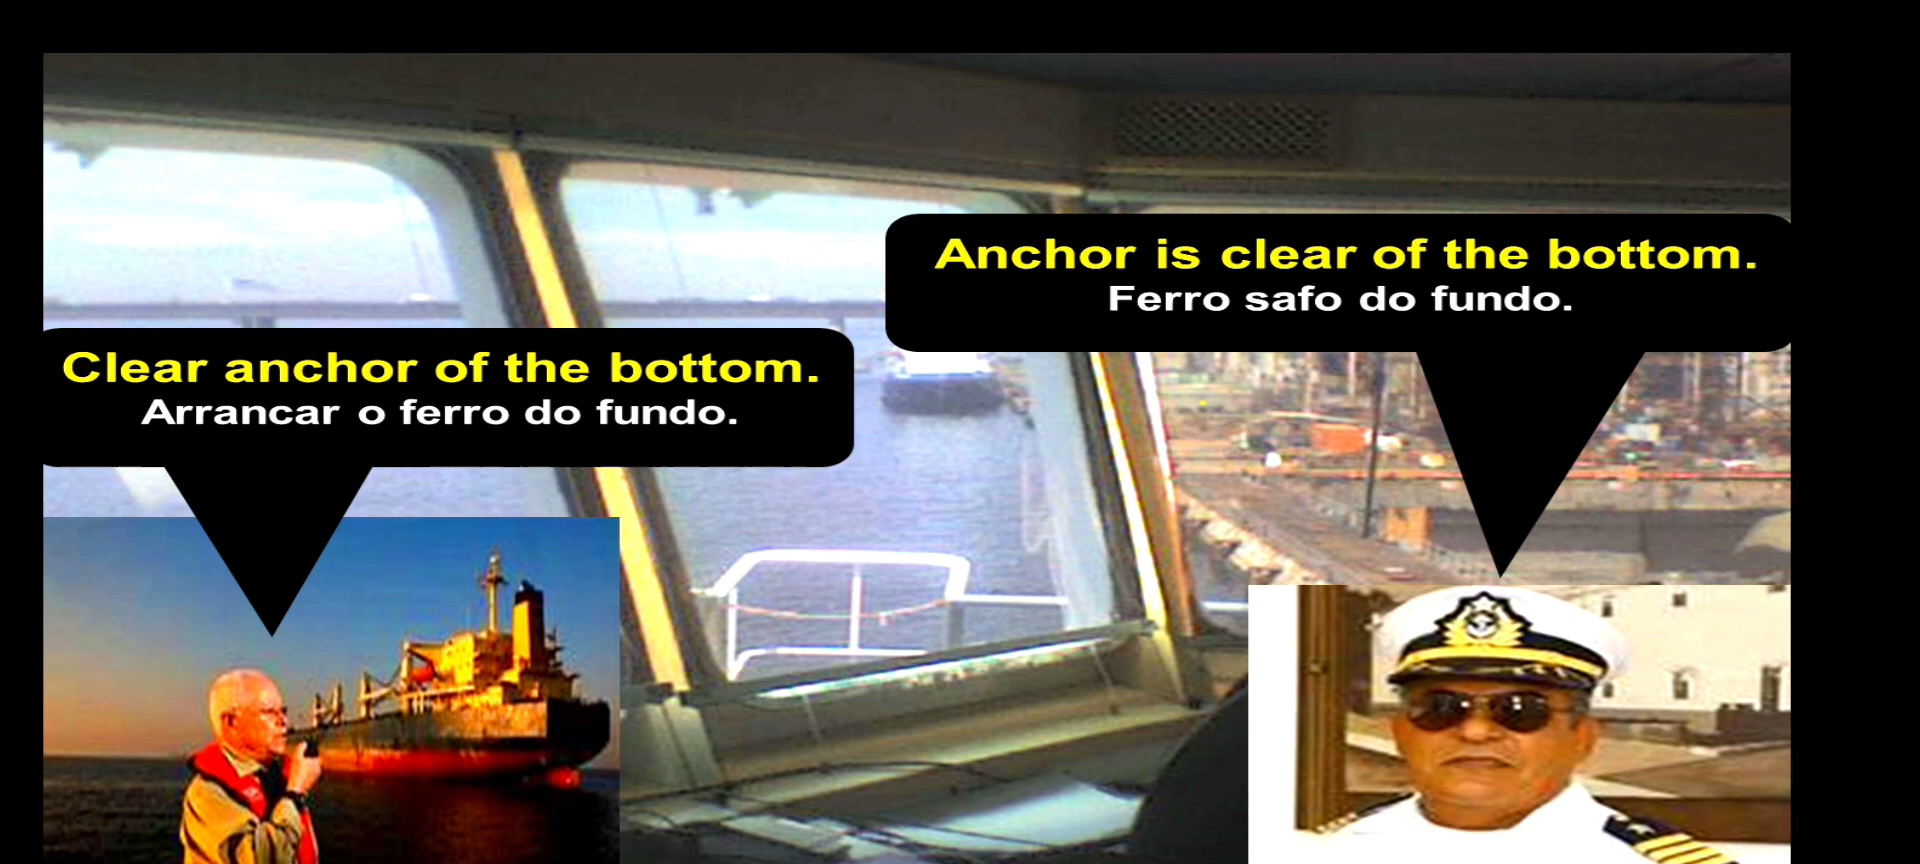 Clear anchor of the bottom.
Arrancar o ferro do fundo.
Anchor is clear of the bottom.
Ferro safo do fundo.